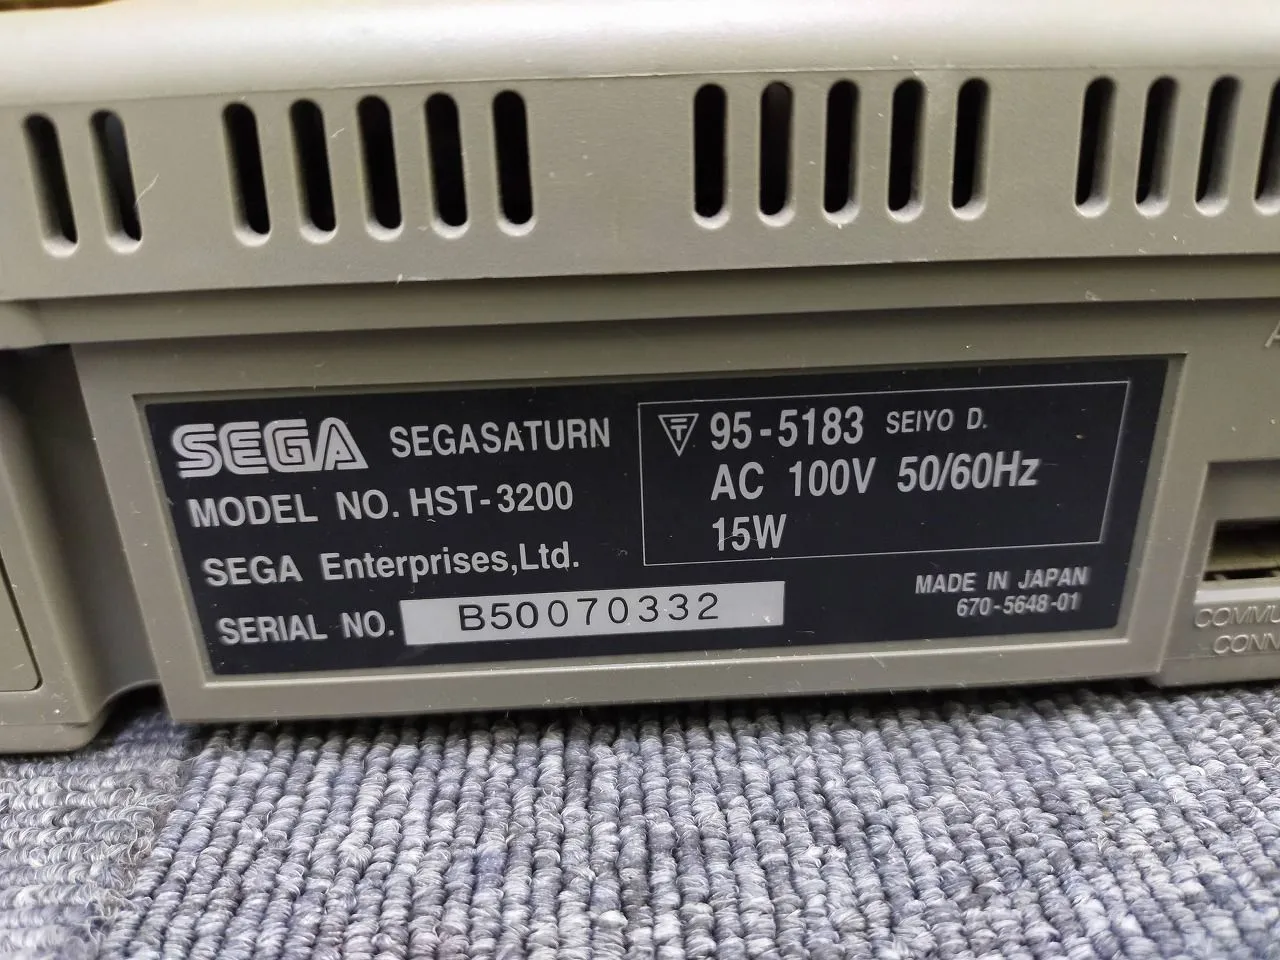 SEGA SEGASATURN
MODEL NO. HST-3200
SEGA Enterprises,Ltd.
SERIAL NO. B50070332
T 95-5183 SEIYO D.
AC 100V 50/60Hz
15W
MADE IN JAPAN
670-5648-01